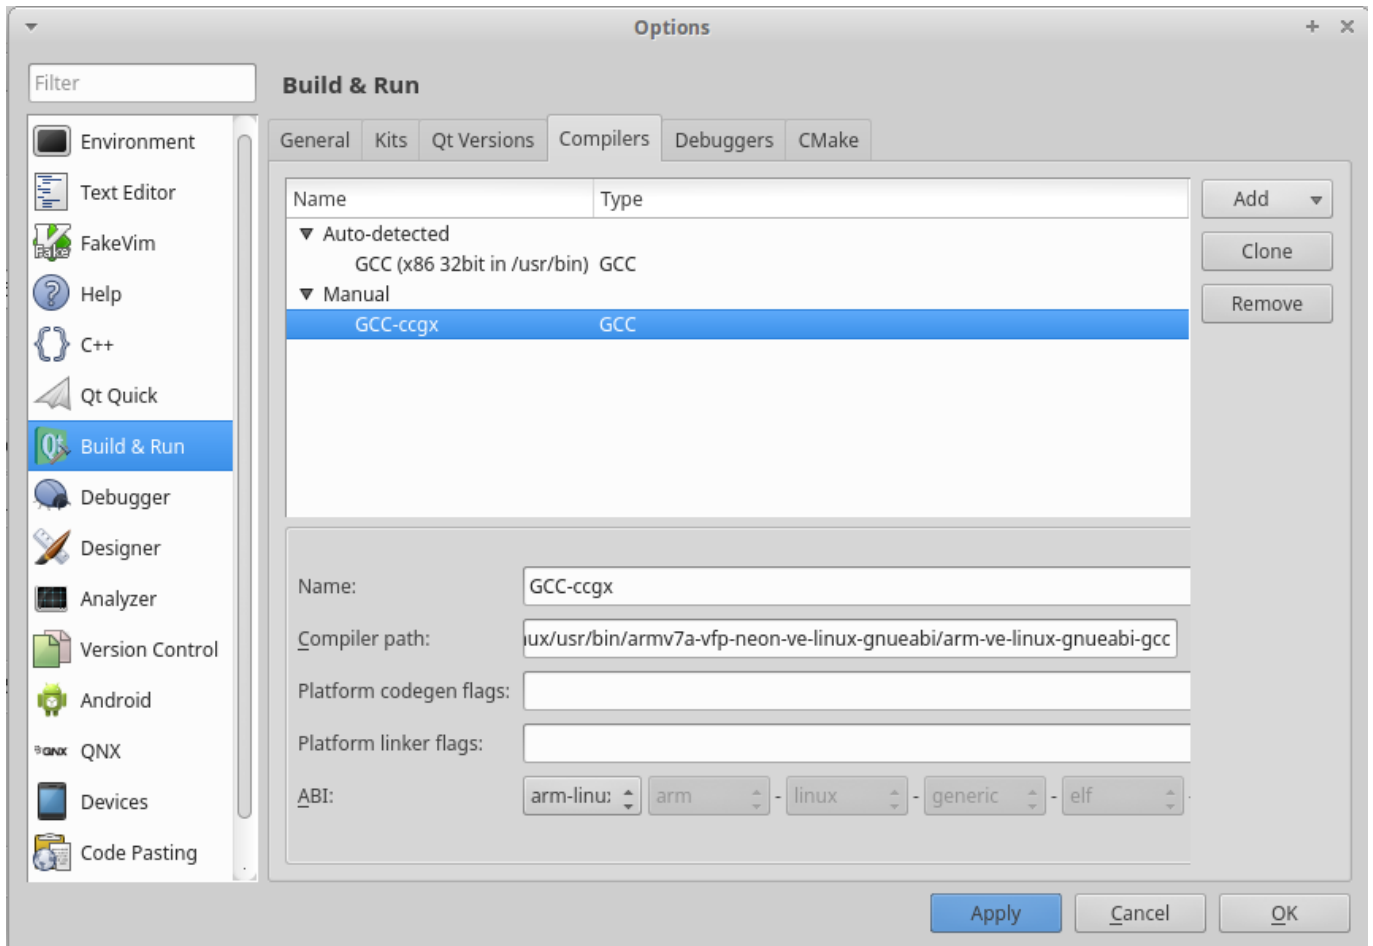 Options
Filter
Build & Run
Environment
Text Editor
FakeVim
Help
C++
Qt Quick
Build & Run
Debugger
Designer
Analyzer
Version Control
Android
QNX
Devices
Code Pasting
General Kits Qt Versions Compilers Debuggers CMake
Name Type
Auto-detected
GCC (x86 32bit in /usr/bin) GCC
Manual
GCC-ccgx GCC
Add
Clone
Remove
Name: GCC-ccgx
Compiler path: ux/usr/bin/armv7a-vfp-neon-ve-linux-gnueabi/arm-ve-linux-gnueabi-gcc
Platform codegen flags:
Platform linker flags:
ABI: arm-linu arm - linux - generic - elf -
Apply Cancel OK